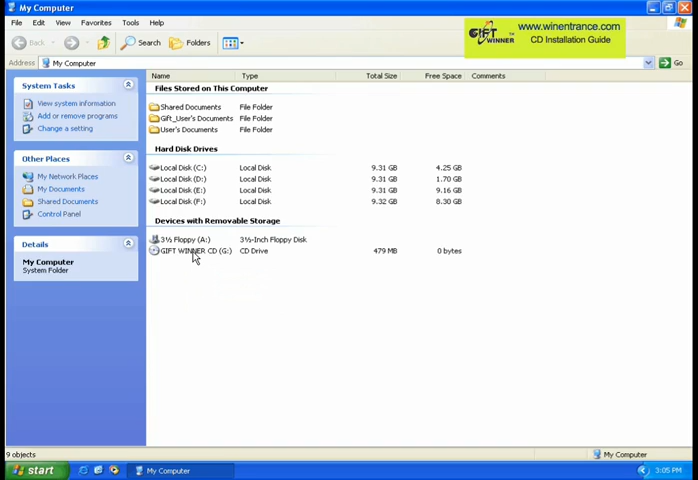 My Computer
File Edit View Favorites Tools Help
Back Search Folders
Address My Computer Go
GIFT WINNER
www.winentrance.com
CD Installation Guide
System Tasks
View system information
Add or remove programs
Change a setting
Other Places
My Network Places
My Documents
Shared Documents
Control Panel
Details
My Computer
System Folder
Name Type Total Size Free Space Comments
Files Stored on This Computer
Shared Documents File Folder
Gift_User's Documents File Folder
User's Documents File Folder
Hard Disk Drives
Local Disk (C:) Local Disk 9.31 GB 4.25 GB
Local Disk (D:) Local Disk 9.31 GB 1.70 GB
Local Disk (E:) Local Disk 9.31 GB 9.16 GB
Local Disk (F:) Local Disk 9.32 GB 8.30 GB
Devices with Removable Storage
3½ Floppy (A:) 3½-Inch Floppy Disk
GIFT WINNER CD (G:) CD Drive 479 MB 0 bytes
9 objects My Computer
start My Computer 3:05 PM